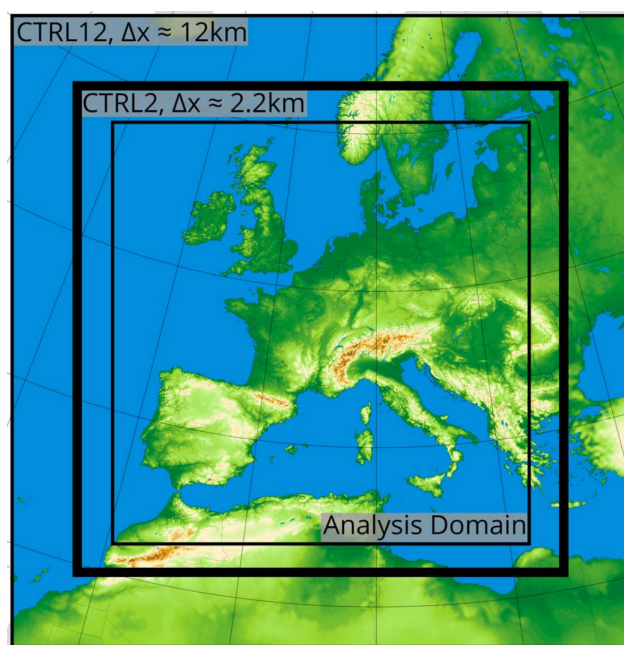 CTRL12, Δx ≈ 12km
CTRL2, Δx ≈ 2.2km
Analysis Domain